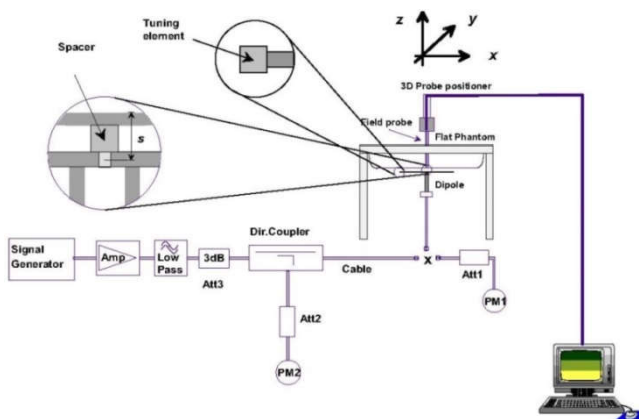 z
y
x
Tuning
element
Spacer
s
3D Probe positioner
Field probe
Flat Phantom
Dipole
Signal
Generator
Amp
Low
Pass
3dB
Att3
Dir.Coupler
Cable
x
Att1
PM1
Att2
PM2